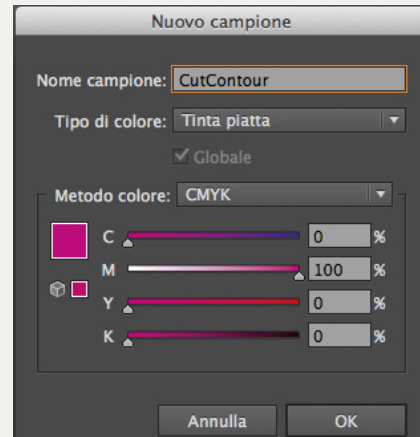 Nuovo campione
Nome campione: CutContour
Tipo di colore: Tinta piatta
Globale
Metodo colore: CMYK
C 0 %
M 100 %
Y 0 %
K 0 %
Annulla OK